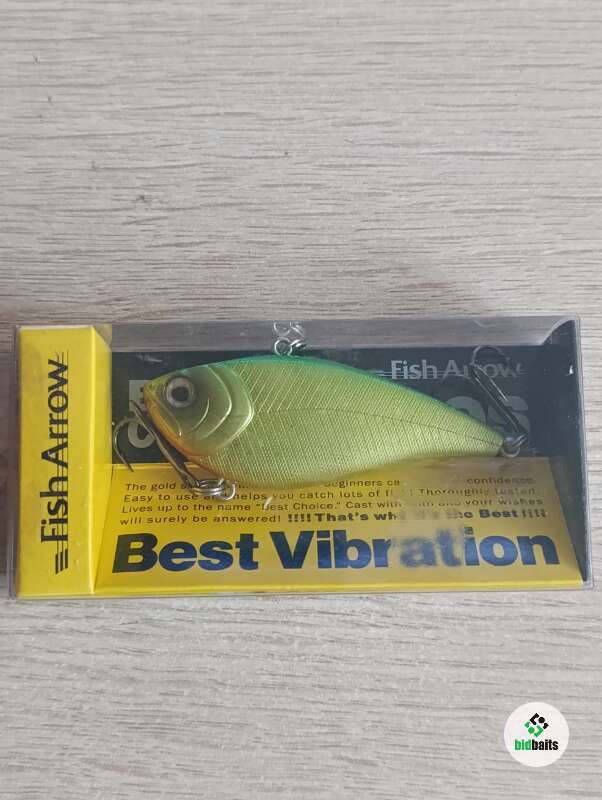 Fish Arrow
Fish Arrow
The gold eginners ca confidence.
Easy to use helps you catch lots of Thoroughly tested.
Lives up to the name "Best Choice." Cast with and your wishes
will surely be answered! !!!! That's why the Best !!!!
Best Vibration
bidbaits